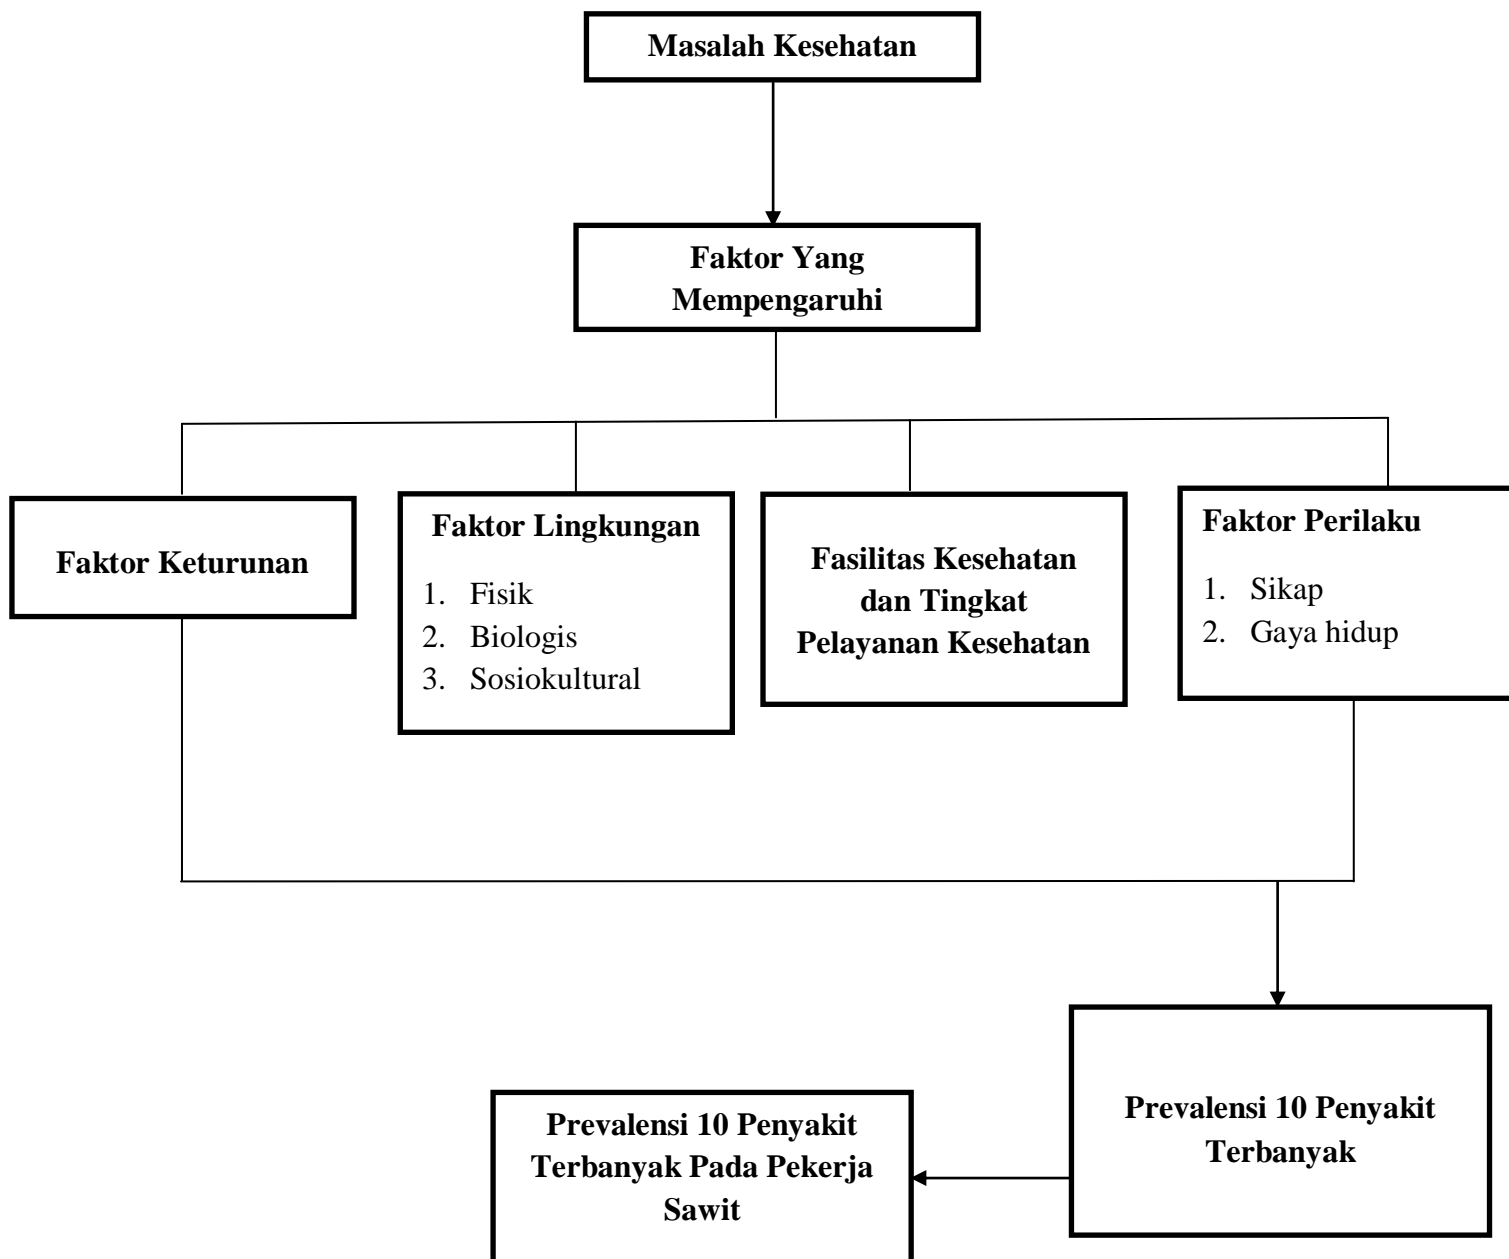 Masalah Kesehatan
Faktor Yang
Mempengaruhi
Faktor Keturunan
Faktor Lingkungan
1. Fisik
2. Biologis
3. Sosiokultural
Fasilitas Kesehatan
dan Tingkat
Pelayanan Kesehatan
Faktor Perilaku
1. Sikap
2. Gaya hidup
Prevalensi 10 Penyakit
Terbanyak
Prevalensi 10 Penyakit
Terbanyak Pada Pekerja
Sawit